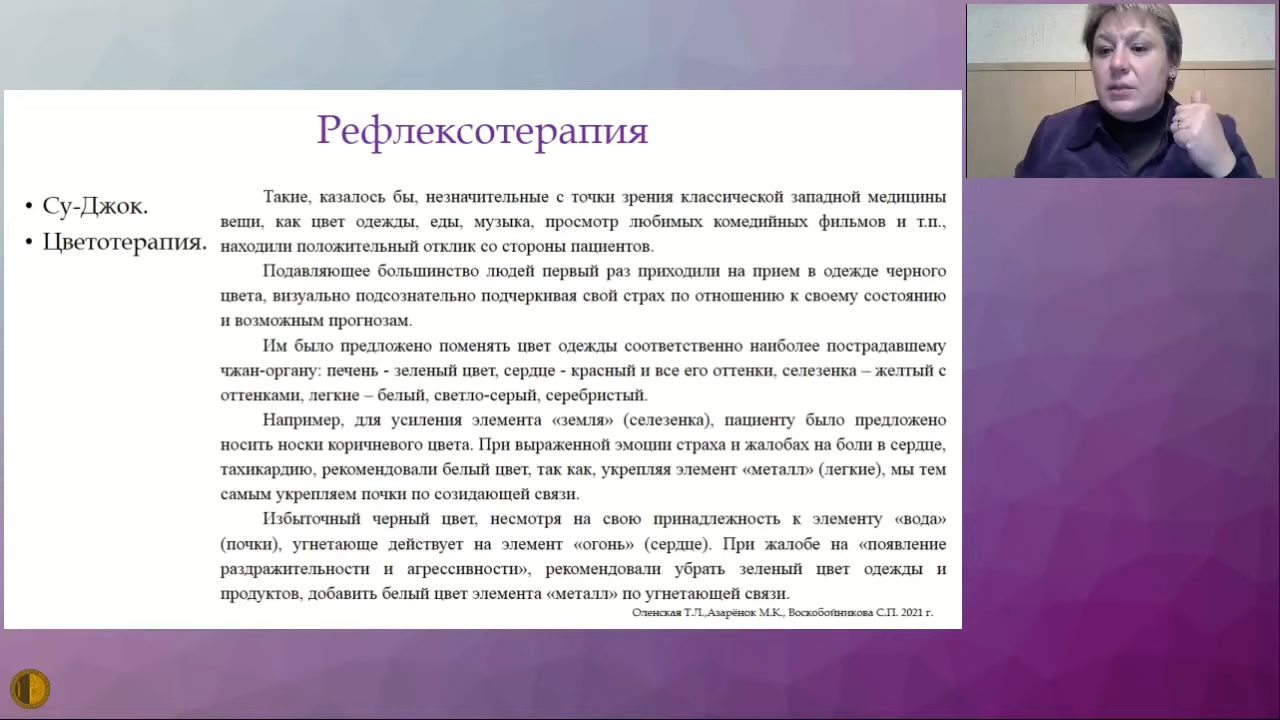 Рефлексотерапия
• Су-Джок.
• Цветотерапия.
Такие, казалось бы, незначительные с точки зрения классической западной медицины
вещи, как цвет одежды, еды, музыка, просмотр любимых комедийных фильмов и т.п.,
находили положительный отклик со стороны пациентов.
Подавляющее большинство людей первый раз приходили на прием в одежде черного
цвета, визуально подсознательно подчеркивая свой страх по отношению к своему состоянию
и возможным прогнозам.
Им было предложено поменять цвет одежды соответственно наиболее пострадавшему
чжан-органу: печень - зеленый цвет, сердце - красный и все его оттенки, селезенка – желтый с
оттенками, легкие – белый, светло-серый, серебристый.
Например, для усиления элемента «земля» (селезенка), пациенту было предложено
носить носки коричневого цвета. При выраженной эмоции страха и жалобах на боли в сердце,
тахикардию, рекомендовали белый цвет, так как, укрепляя элемент «металл» (легкие), мы тем
самым укрепляем почки по созидающей связи.
Избыточный черный цвет, несмотря на свою принадлежность к элементу «вода»
(почки), угнетающе действует на элемент «огонь» (сердце). При жалобе на «появление
раздражительности и агрессивности», рекомендовали убрать зеленый цвет одежды и
продуктов, добавить белый цвет элемента «металл» по угнетающей связи.
Оленская Т.Л.,Азарёнок М.К., Воскобойникова С.П. 2021 г.